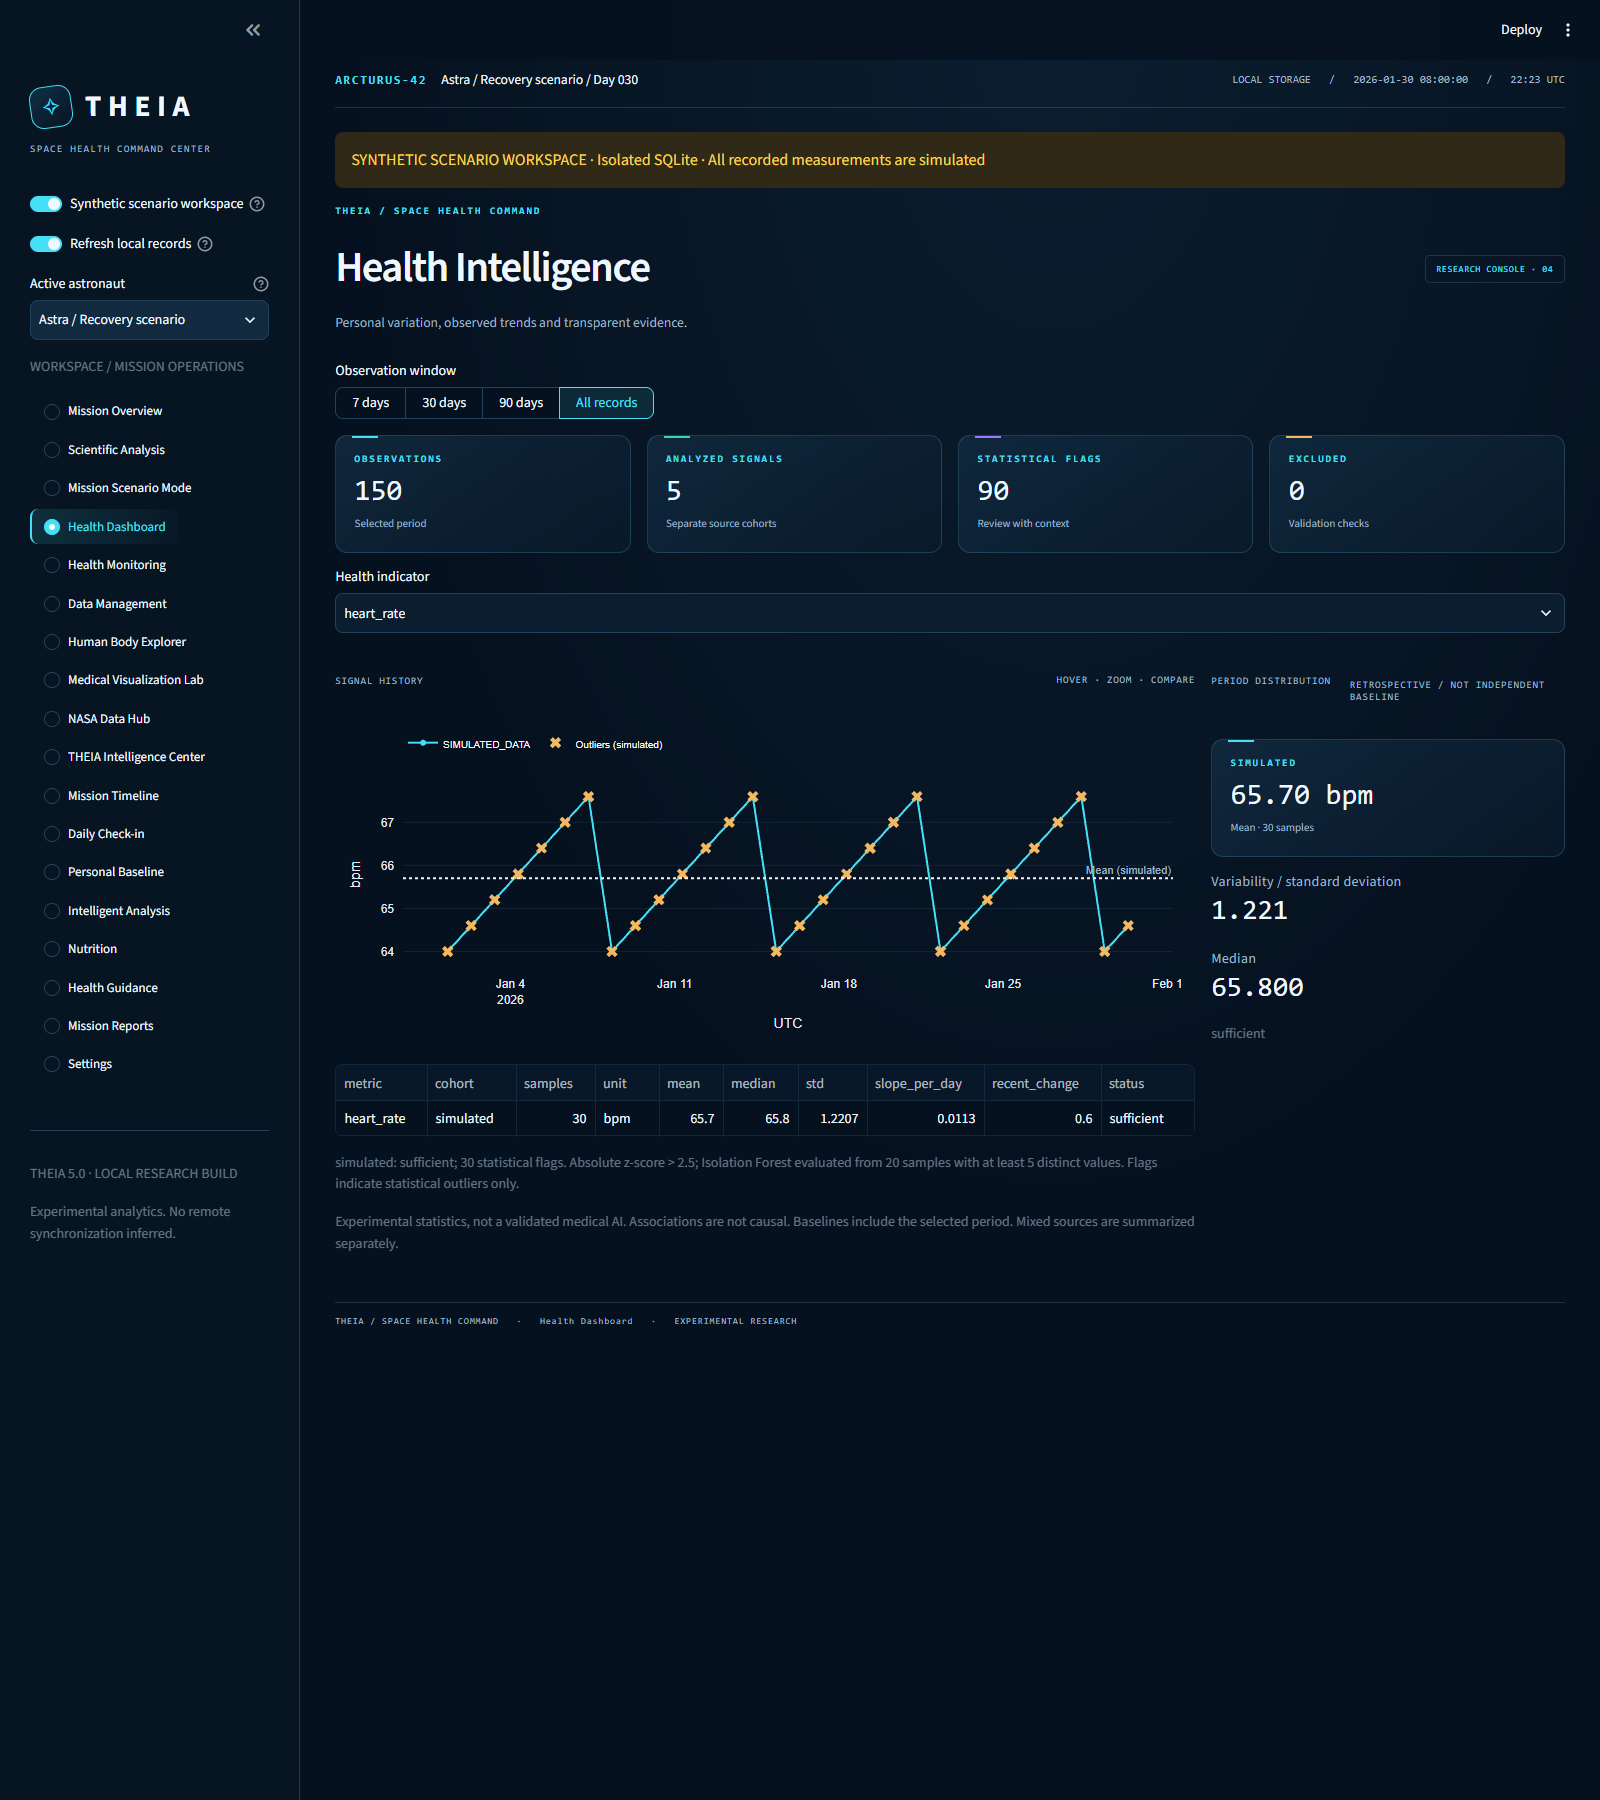 Deploy
THEIA
SPACE HEALTH COMMAND CENTER
Synthetic scenario workspace
Refresh local records
Active astronaut
Astra / Recovery scenario
WORKSPACE / MISSION OPERATIONS
Mission Overview
Scientific Analysis
Mission Scenario Mode
Health Dashboard
Health Monitoring
Data Management
Human Body Explorer
Medical Visualization Lab
NASA Data Hub
THEIA Intelligence Center
Mission Timeline
Daily Check-in
Personal Baseline
Intelligent Analysis
Nutrition
Health Guidance
Mission Reports
Settings
THEIA 5.0 · LOCAL RESEARCH BUILD
Experimental analytics. No remote
synchronization inferred.
ARCTURUS-42 Astra / Recovery scenario / Day 030
LOCAL STORAGE / 2026-01-30 08:00:00 / 22:23 UTC
SYNTHETIC SCENARIO WORKSPACE · Isolated SQLite · All recorded measurements are simulated
THEIA / SPACE HEALTH COMMAND
Health Intelligence
RESEARCH CONSOLE · 04
Personal variation, observed trends and transparent evidence.
Observation window
7 days 30 days 90 days All records
OBSERVATIONS
150
Selected period
ANALYZED SIGNALS
5
Separate source cohorts
STATISTICAL FLAGS
90
Review with context
EXCLUDED
0
Validation checks
Health indicator
heart_rate
SIGNAL HISTORY
HOVER · ZOOM · COMPARE
SIMULATED_DATA Outliers (simulated)
67
66
65
64
bpm
Mean (simulated)
Jan 4 Jan 11 Jan 18 Jan 25 Feb 1
2026
UTC
PERIOD DISTRIBUTION
RETROSPECTIVE / NOT INDEPENDENT
BASELINE
SIMULATED
65.70 bpm
Mean · 30 samples
Variability / standard deviation
1.221
Median
65.800
sufficient
metric cohort samples unit mean median std slope_per_day recent_change status
heart_rate simulated 30 bpm 65.7 65.8 1.2207 0.0113 0.6 sufficient
simulated: sufficient; 30 statistical flags. Absolute z-score > 2.5; Isolation Forest evaluated from 20 samples with at least 5 distinct values. Flags
indicate statistical outliers only.
Experimental statistics, not a validated medical AI. Associations are not causal. Baselines include the selected period. Mixed sources are summarized
separately.
THEIA / SPACE HEALTH COMMAND · Health Dashboard · EXPERIMENTAL RESEARCH